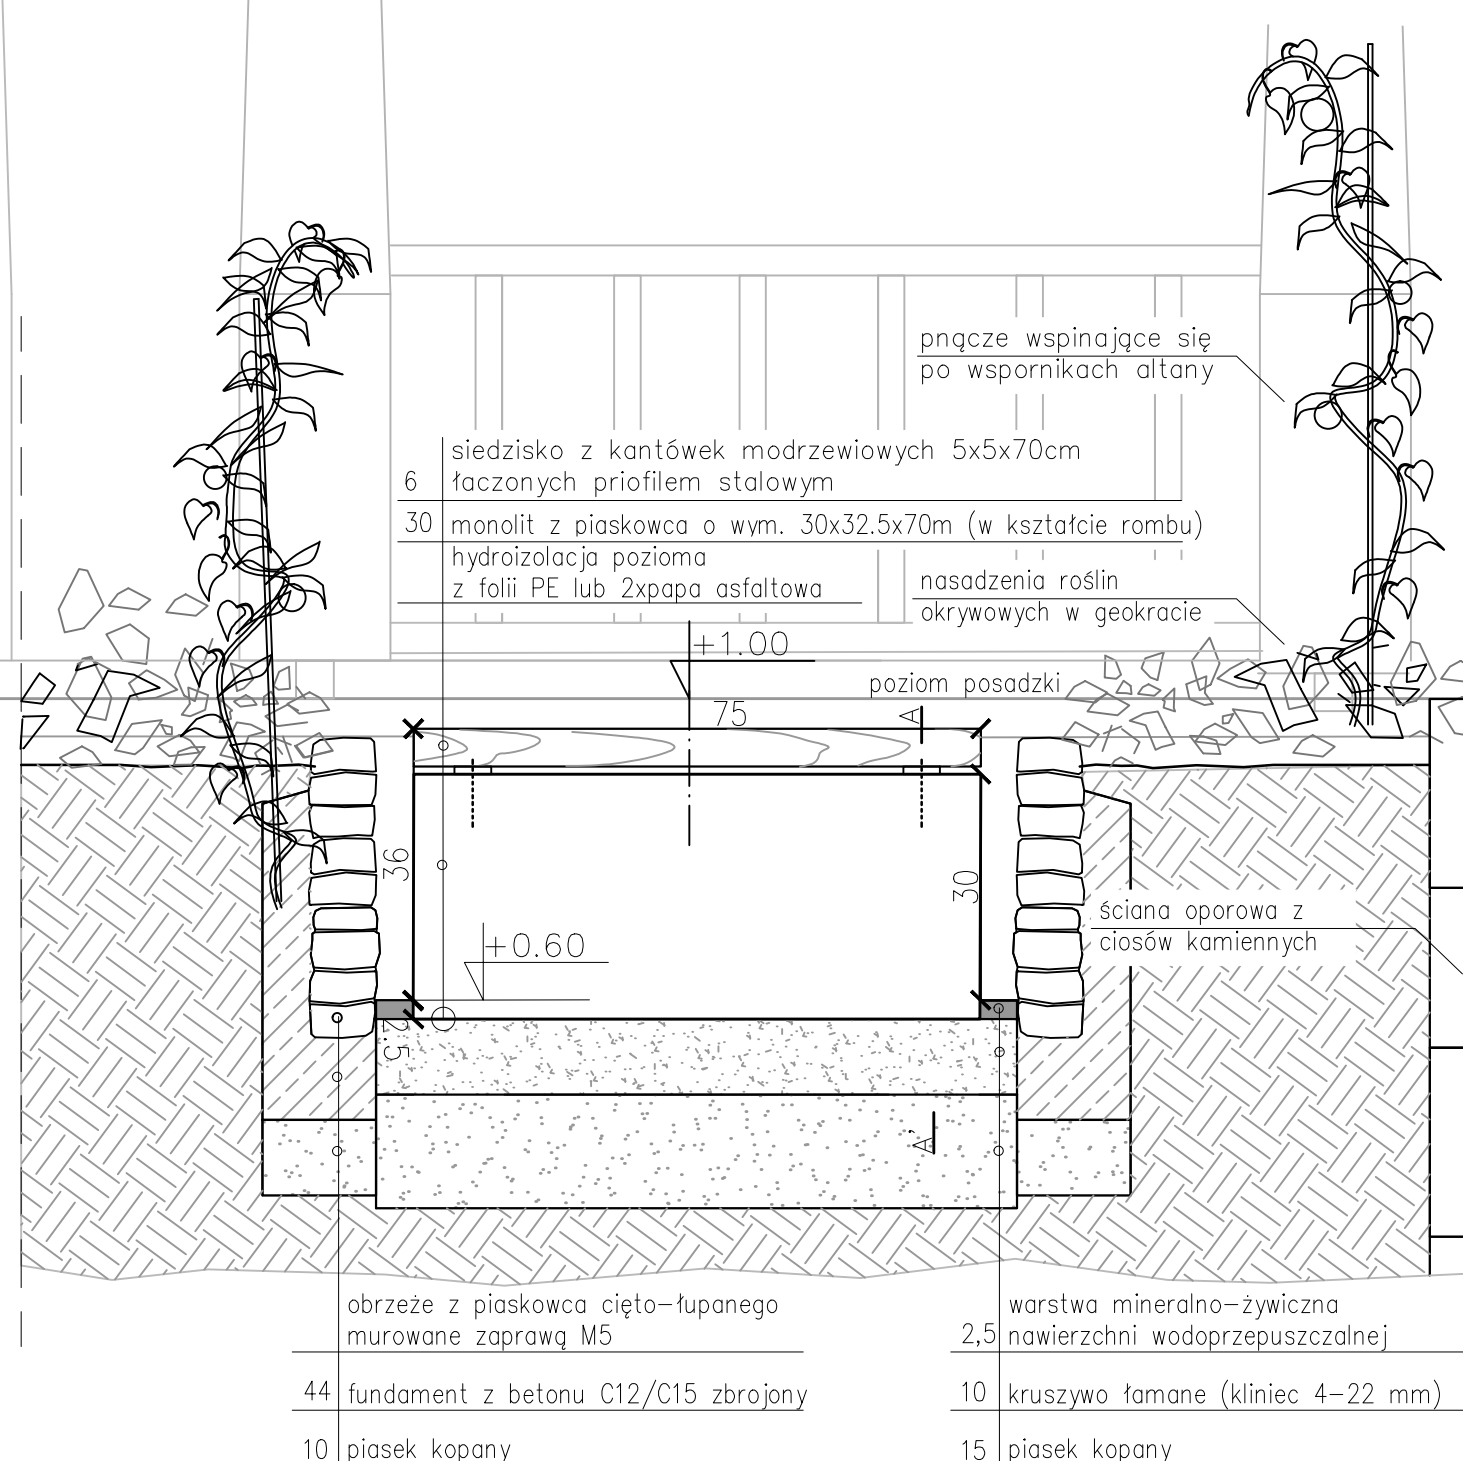 pnącze wspinające się
po wspornikach altany
siedzisko z kantówek modrzewiowych 5x5x70cm
6 łaczonych priofilem stalowym
30 monolit z piaskowca o wym. 30x32.5x70m (w kształcie rombu)
hydroizolacja pozioma
z folii PE lub 2xpapa asfaltowa
nasadzenia roślin
okrywowych w geokracie
+1.00
poziom posadzki
75
A
36
30
ściana oporowa z
ciosów kamiennych
+0.60
2.5
A'
obrzeże z piaskowca cięto-łupanego
murowane zaprawą M5
44 fundament z betonu C12/C15 zbrojony
10 piasek kopany
warstwa mineralno-żywiczna
2,5 nawierzchni wodoprzepuszczalnej
10 kruszywo łamane (kliniec 4-22 mm)
15 piasek kopany